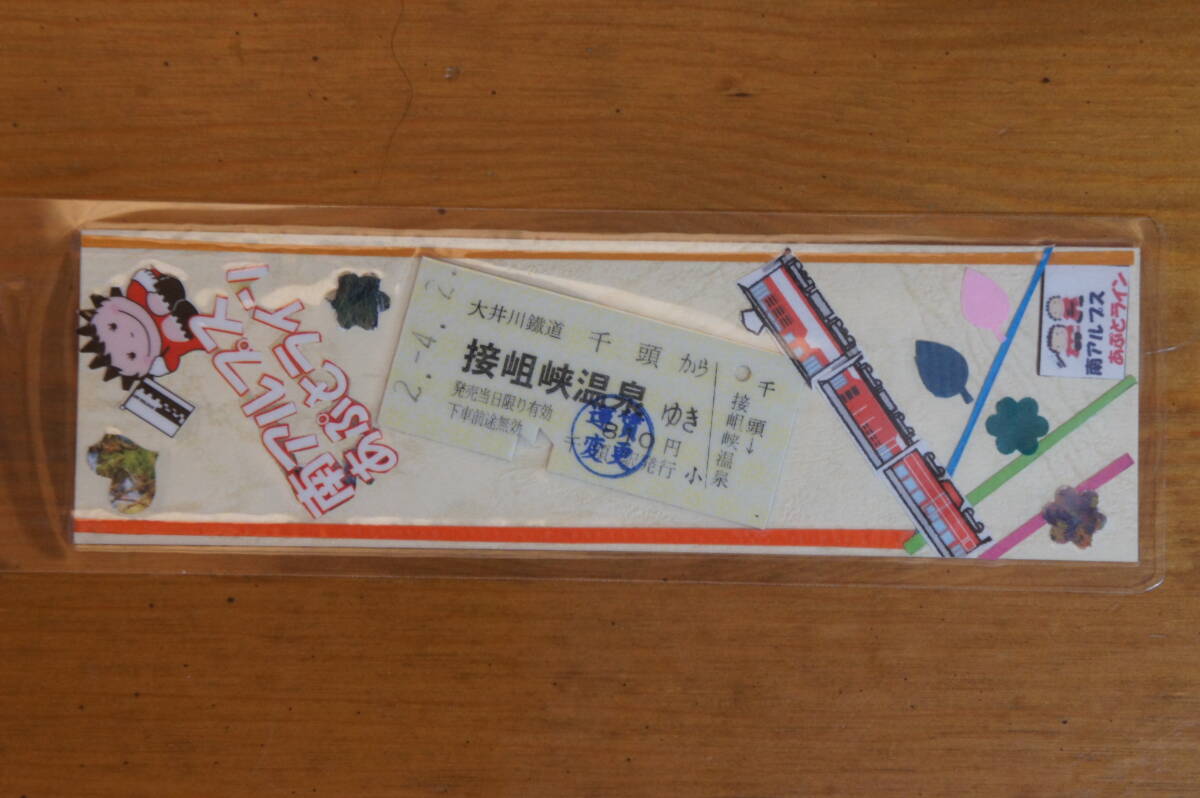 南アルプス
あぷとライン
2.-4.-2.
大井川鐵道
千頭から
接岨峡温泉ゆき
発売当日限り有効
下車前途無効
円
発行
小
運賃
変更
千頭→
接岨峡温泉
南アルプス
あぷとライン